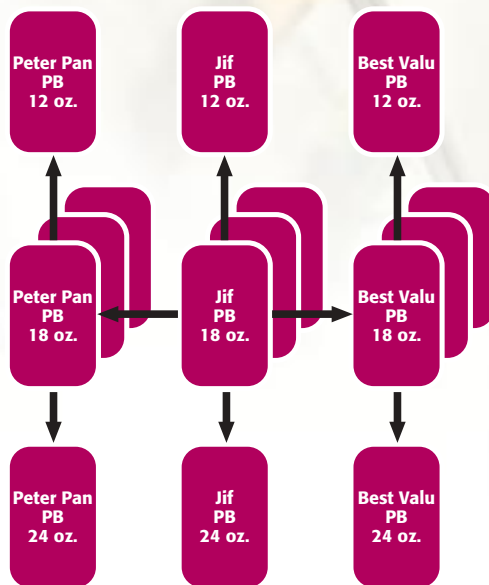 Peter Pan
PB
12 oz.
Jif
PB
12 oz.
Best Valu
PB
12 oz.
Peter Pan
PB
18 oz.
Jif
PB
18 oz.
Best Valu
PB
18 oz.
Peter Pan
PB
24 oz.
Jif
PB
24 oz.
Best Valu
PB
24 oz.